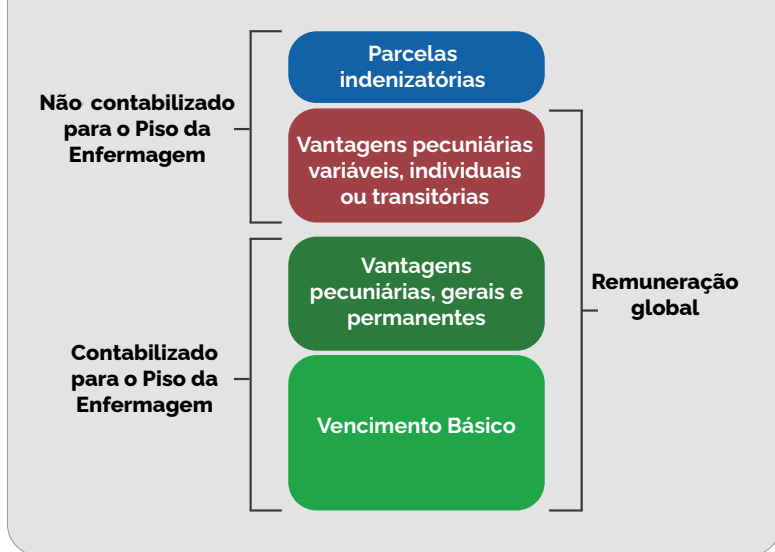 Parcelas
indenizatórias
Não contabilizado
para o Piso da
Enfermagem
Vantagens pecuniárias
variáveis, individuais
ou transitórias
Vantagens
pecuniárias, gerais e
permanentes
Remuneração
global
Contabilizado
para o Piso da
Enfermagem
Vencimento Básico